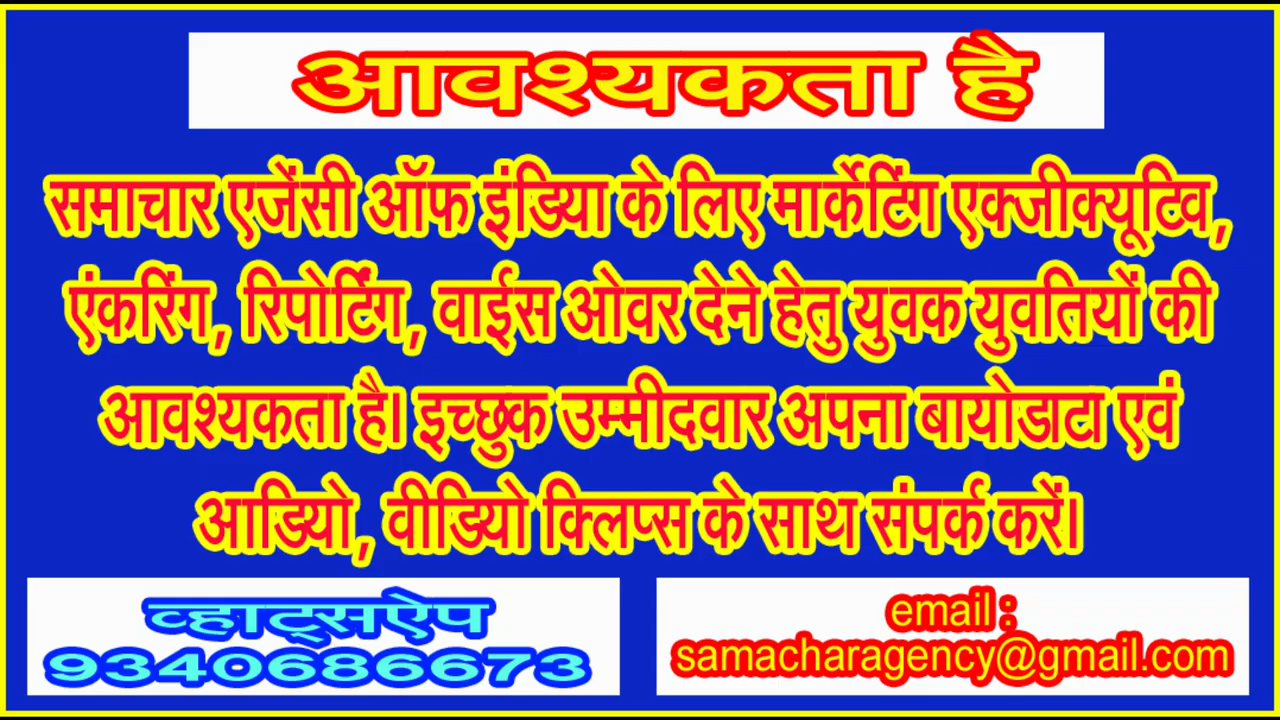 आवश्यकता है
समाचार एजेंसी ऑफ इंडिया के लिए मार्केटिंग एक्जीक्यूटिव,
एंकरिंग, रिपोर्टिंग, वाईस ओवर देने हेतु युवक युवतियों की
आवश्यकता है। इच्छुक उम्मीदवार अपना बायोडाटा एवं
आडियो, वीडियो क्लिप्स के साथ संपर्क करें।
व्हाट्सऐप
9340686673
email :
samacharagency@gmail.com